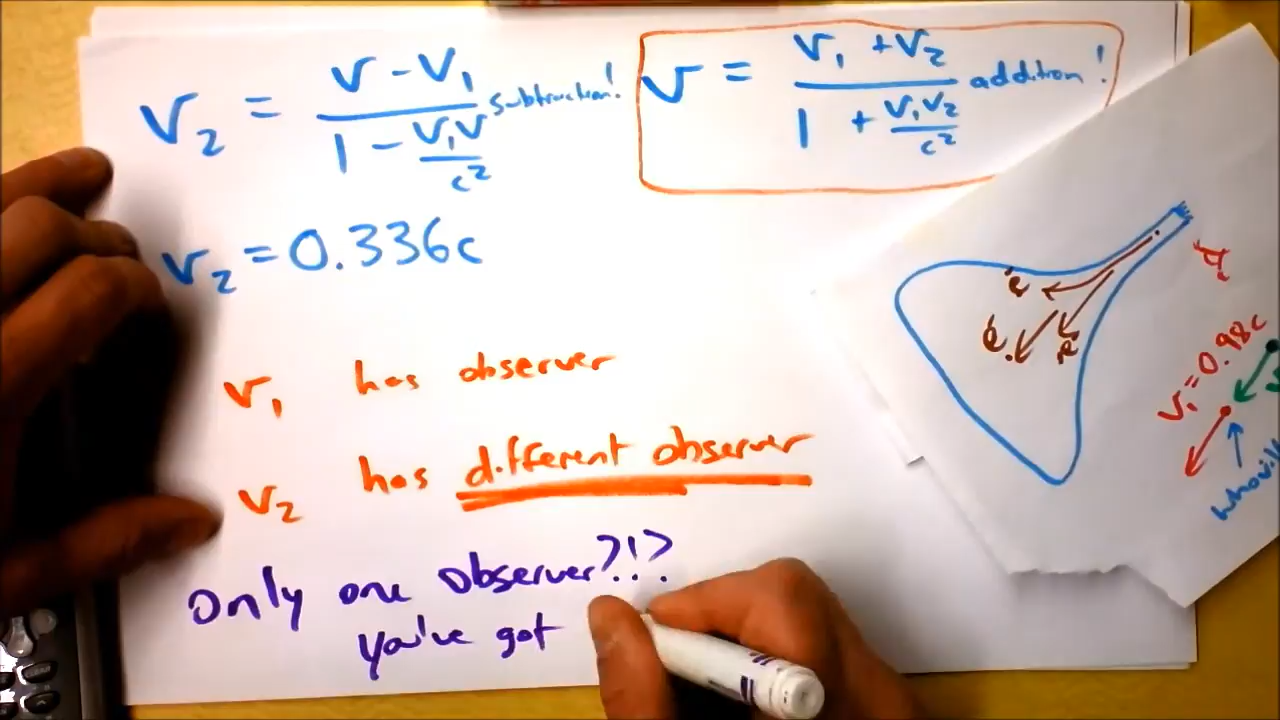 v₂ = (v - v₁) / (1 - v₁v/c²) subtraction!
v = (v₁ + v₂) / (1 + v₁v₂/c²) addition!
v₂ = 0.336c
v₁ has observer
v₂ has different observer
Only one observer?!?
You've got
e⁻
e⁻
e⁻
v₁ = 0.98c